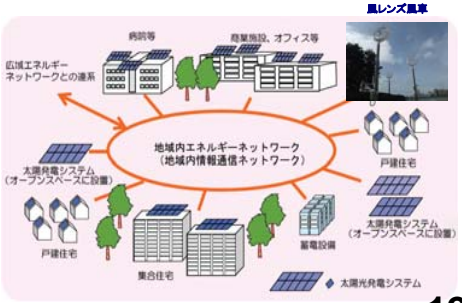 風レンズ風車
病院等
商業施設、オフィス等
広域エネルギー
ネットワークとの連系
地域内エネルギーネットワーク
(地域内情報通信ネットワーク)
戸建住宅
太陽発電システム
(オープンスペースに設置)
太陽発電システム
(オープンスペースに設置)
戸建住宅
集合住宅
蓄電設備
太陽光発電システム